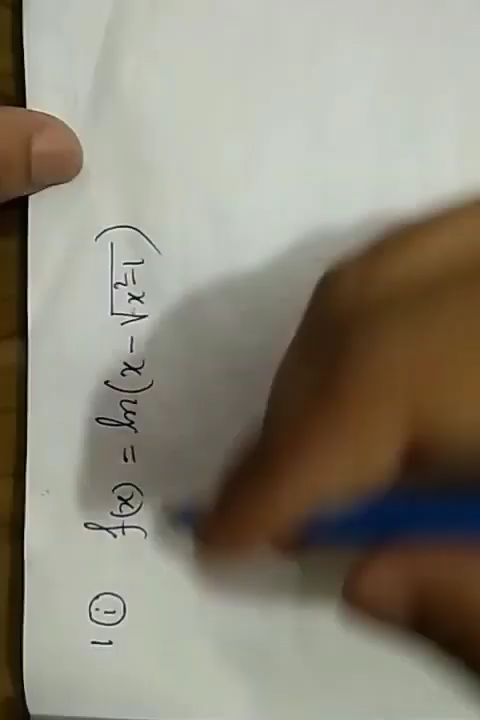 1 (i) f(x) = ln(x - √x²-1)